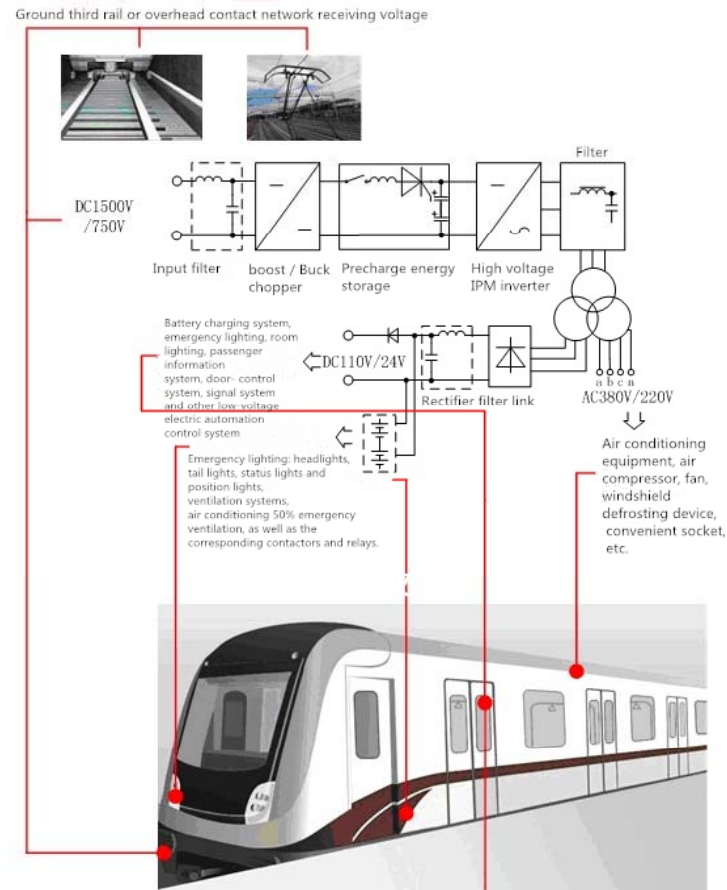 Ground third rail or overhead contact network receiving voltage
Filter
DC1500V
/750V
Input filter
boost / Buck
chopper
Precharge energy
storage
High voltage
IPM inverter
Battery charging system,
emergency lighting, room
lighting, passenger
information
system, door- control
system, signal system
and other low-voltage
electric automation
control system
DC110V/24V
Rectifier filter link
a b c n
AC380V/220V
Emergency lighting: headlights,
tail lights, status lights and
position lights,
ventilation systems,
air conditioning 50% emergency
ventilation, as well as the
corresponding contactors and relays.
Air conditioning
equipment, air
compressor, fan,
windshield
defrosting device,
convenient socket,
etc.